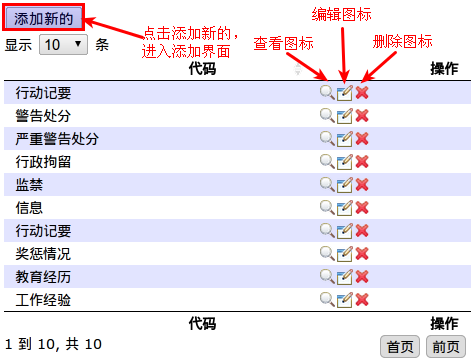 添加新的
点击添加新的，
进入添加界面
编辑图标
查看图标
删除图标
显示 10 条
代码 操作
行动记要
警告处分
严重警告处分
行政拘留
监禁
信息
行动记要
奖惩情况
教育经历
工作经验
代码 操作
1 到 10, 共 10 首页 前页